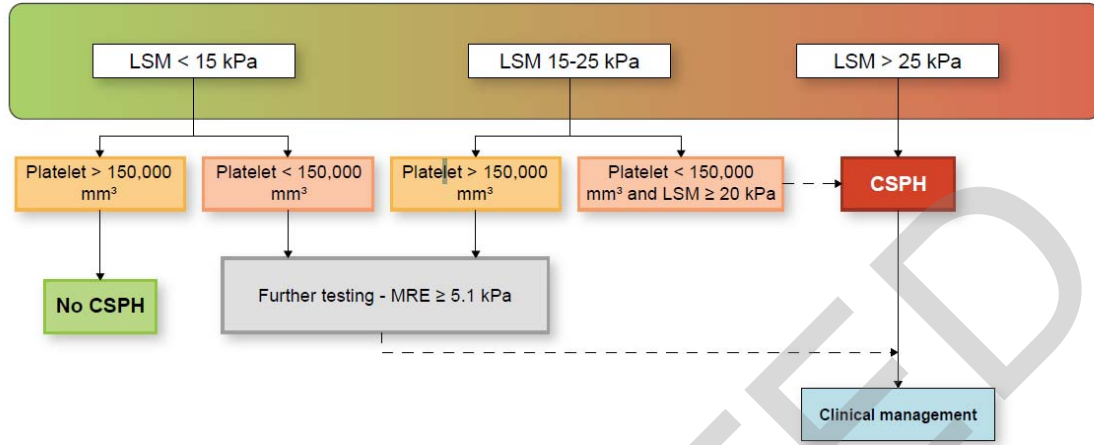 LSM < 15 kPa
LSM 15-25 kPa
LSM > 25 kPa
Platelet > 150,000
mm³
Platelet < 150,000
mm³
Platelet > 150,000
mm³
Platelet < 150,000
mm³ and LSM ≥ 20 kPa
CSPH
No CSPH
Further testing - MRE ≥ 5.1 kPa
Clinical management